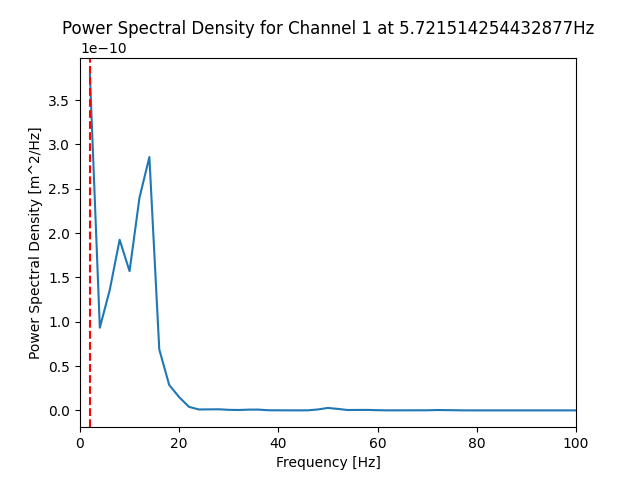 Power Spectral Density for Channel 1 at 5.721514254432877Hz
1e−10
3.5
3.0
2.5
2.0
1.5
1.0
0.5
0.0
Power Spectral Density [m^2/Hz]
0 20 40 60 80 100
Frequency [Hz]